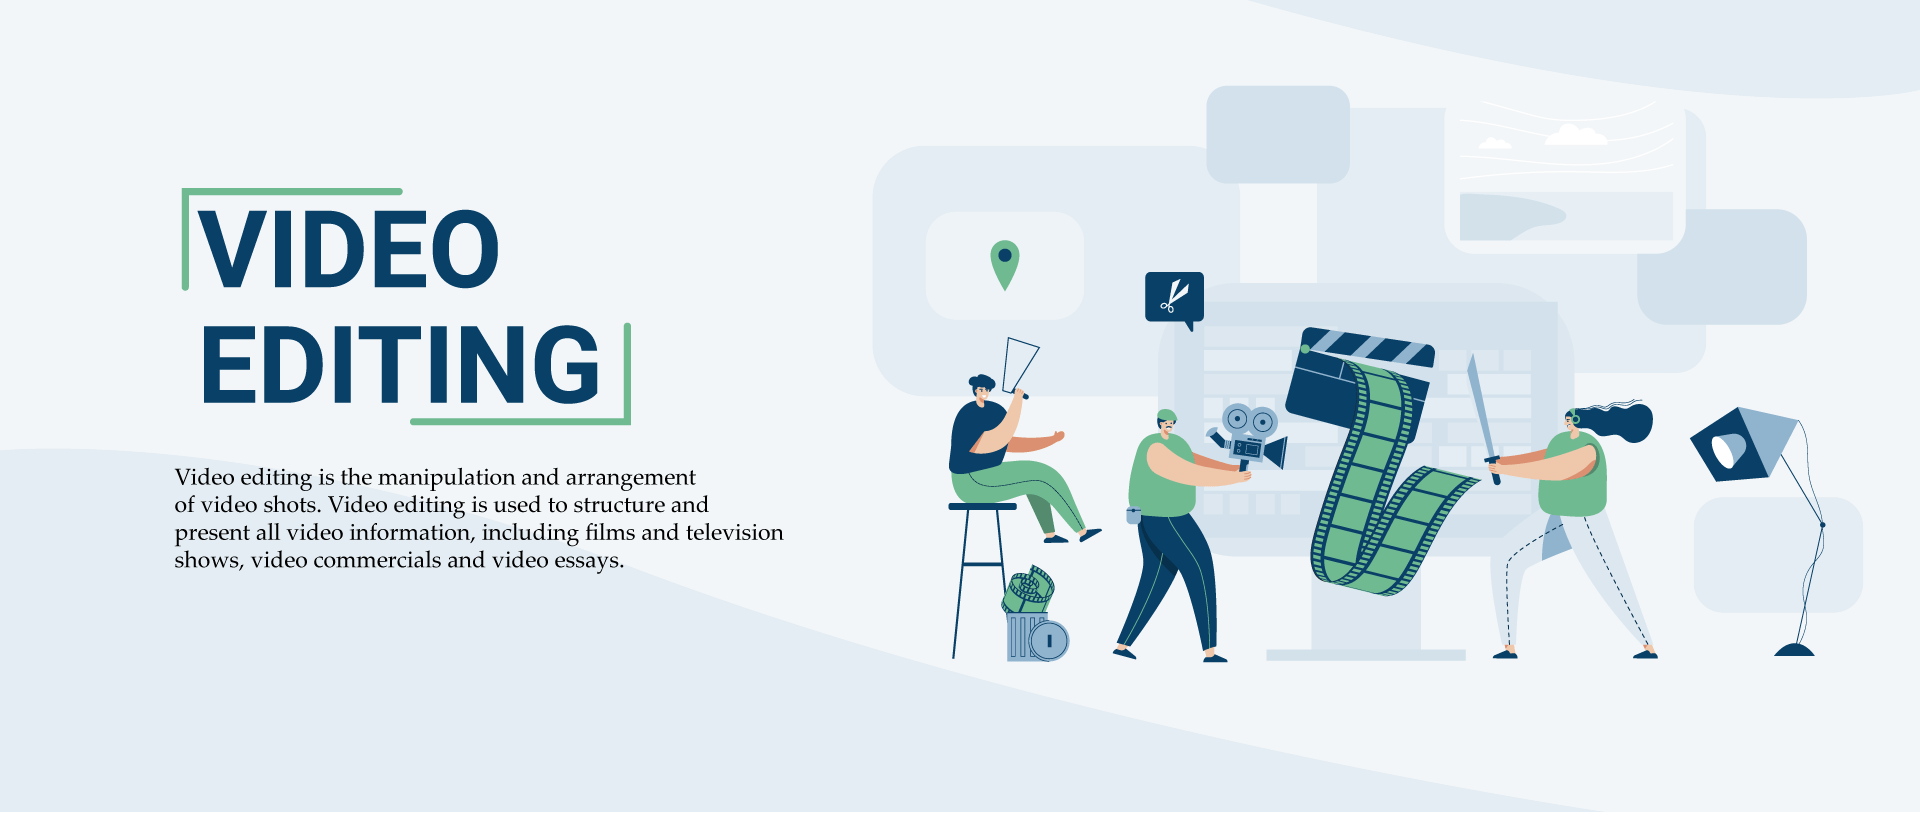 VIDEO
EDITING
Video editing is the manipulation and arrangement
of video shots. Video editing is used to structure and
present all video information, including films and television
shows, video commercials and video essays.